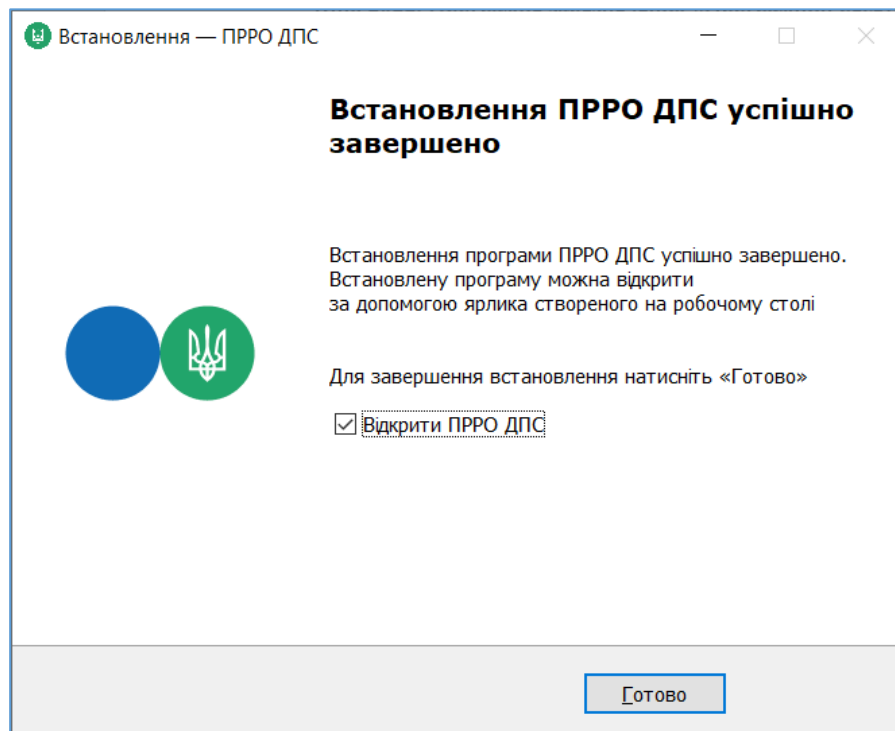 Встановлення — ПРРО ДПС
Встановлення ПРРО ДПС успішно
завершено
Встановлення програми ПРРО ДПС успішно завершено.
Встановлену програму можна відкрити
за допомогою ярлика створеного на робочому столі
Для завершення встановлення натисніть «Готово»
Відкрити ПРРО ДПС
Готово